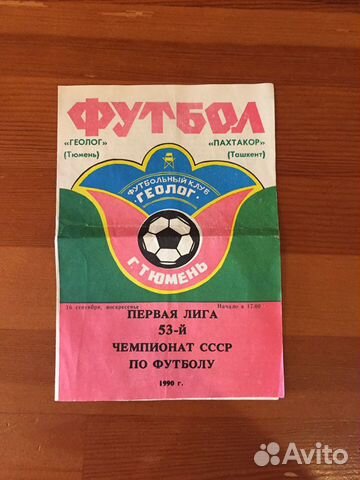 ФУТБОЛ
«ГЕОЛОГ» «ПАХТАКОР»
(Тюмень) (Ташкент)
ФУТБОЛЬНЫЙ КЛУБ
ГЕОЛОГ
Г. ТЮМЕНЬ
16 сентября, воскресенье Начало в 17.00
ПЕРВАЯ ЛИГА
53-й
ЧЕМПИОНАТ СССР
ПО ФУТБОЛУ
1990 г.
Avito